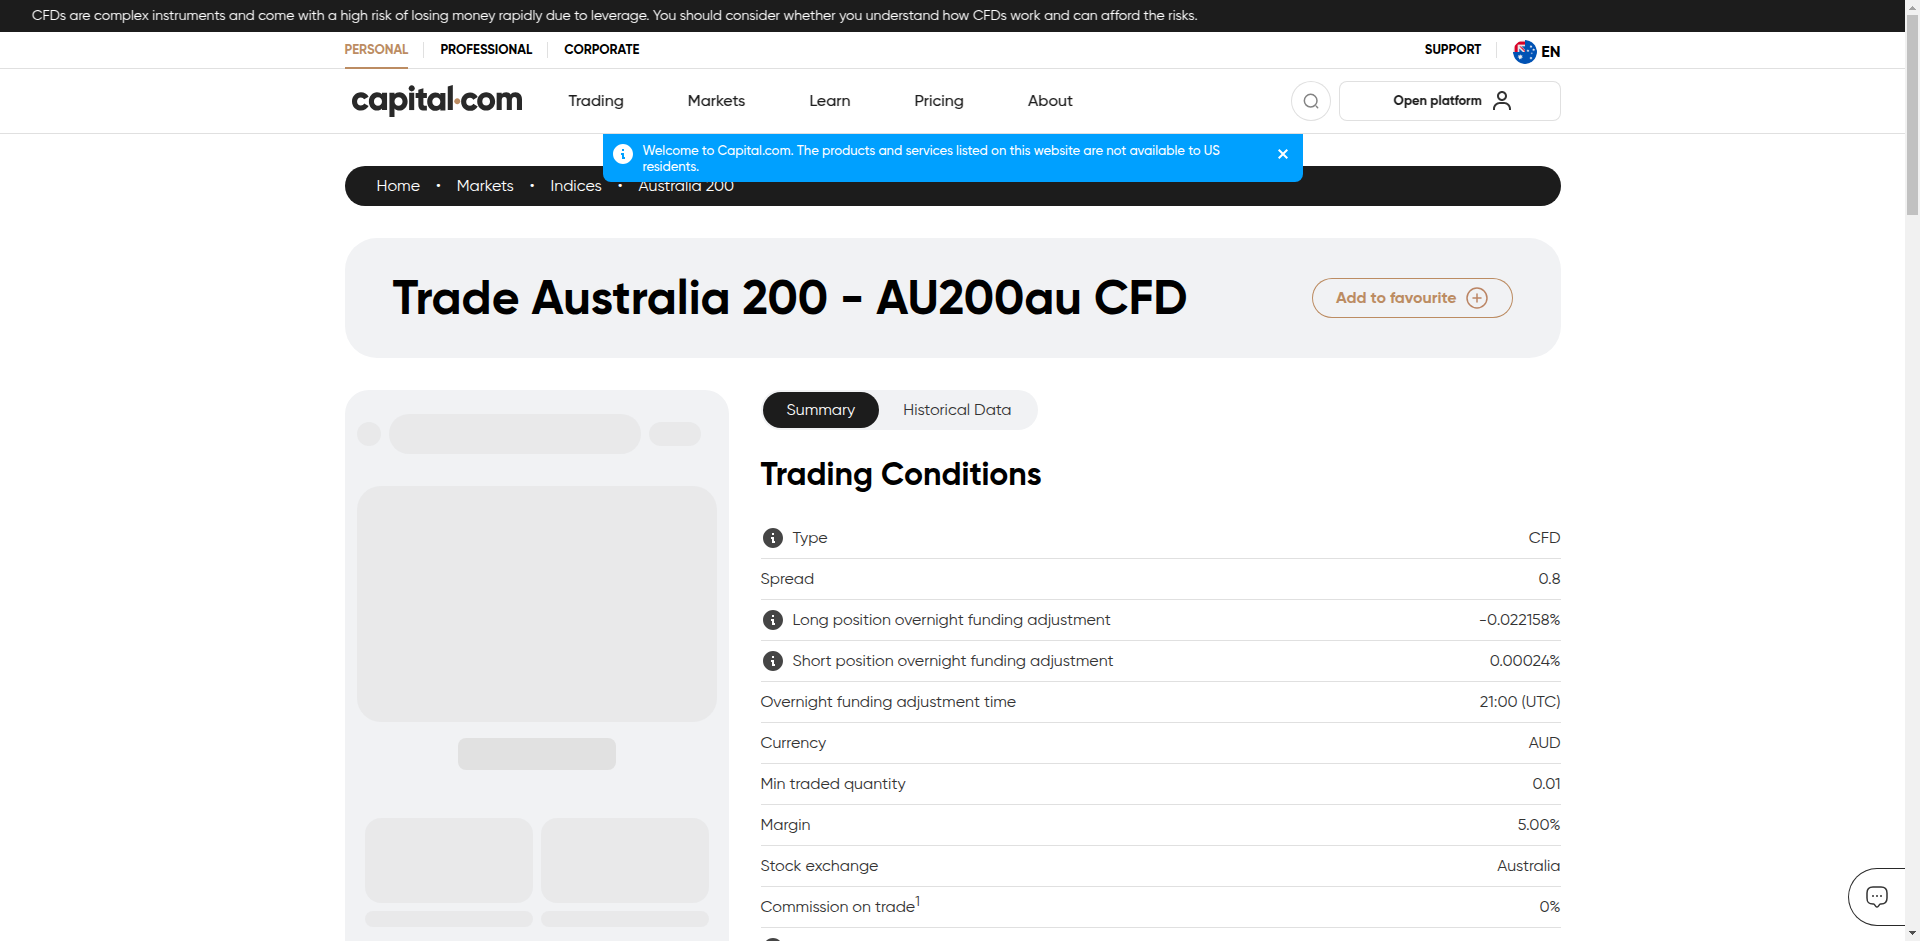 CFDs are complex instruments and come with a high risk of losing money rapidly due to leverage. You should consider whether you understand how CFDs work and can afford the risks.
PERSONAL PROFESSIONAL CORPORATE SUPPORT EN
capital.com Trading Markets Learn Pricing About Open platform
Welcome to Capital.com. The products and services listed on this website are not available to US
residents.
Home • Markets • Indices • Australia 200
Trade Australia 200 - AU200au CFD Add to favourite
Summary Historical Data
Trading Conditions
Type CFD
Spread 0.8
Long position overnight funding adjustment -0.022158%
Short position overnight funding adjustment 0.00024%
Overnight funding adjustment time 21:00 (UTC)
Currency AUD
Min traded quantity 0.01
Margin 5.00%
Stock exchange Australia
Commission on trade1 0%